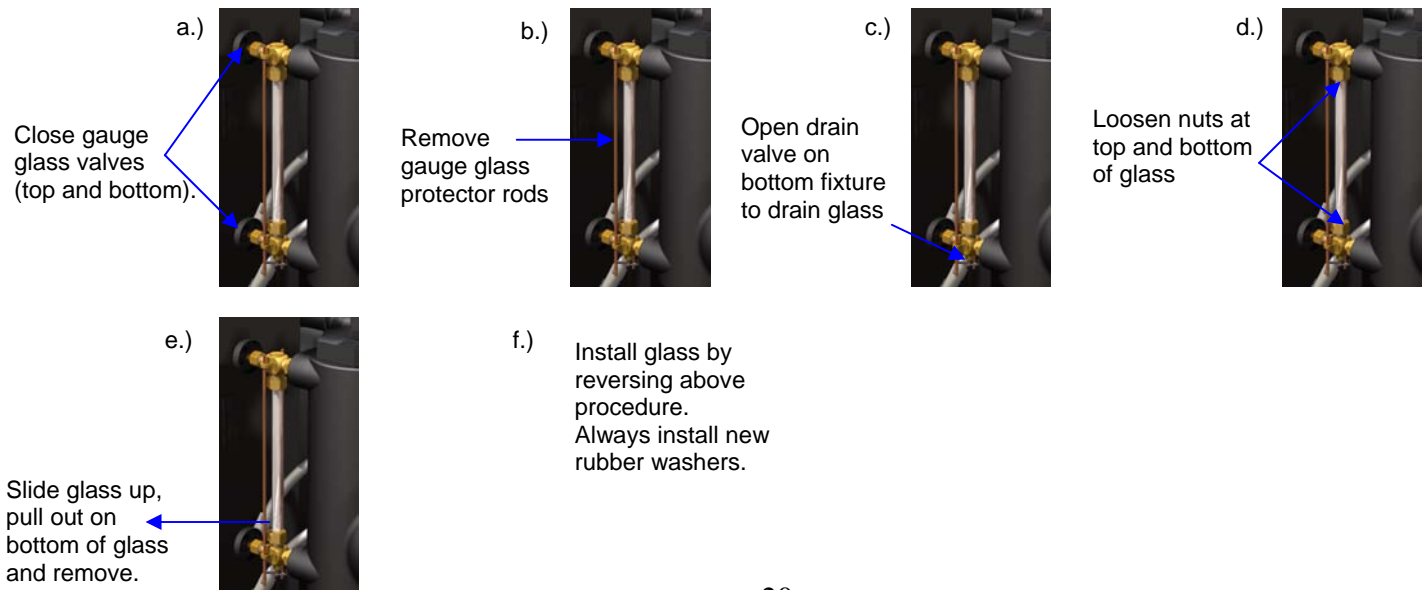 a.)
Close gauge
glass valves
(top and bottom).
b.)
Remove
gauge glass
protector rods
c.)
Open drain
valve on
bottom fixture
to drain glass
d.)
Loosen nuts at
top and bottom
of glass
e.)
Slide glass up,
pull out on
bottom of glass
and remove.
f.)
Install glass by
reversing above
procedure.
Always install new
rubber washers.